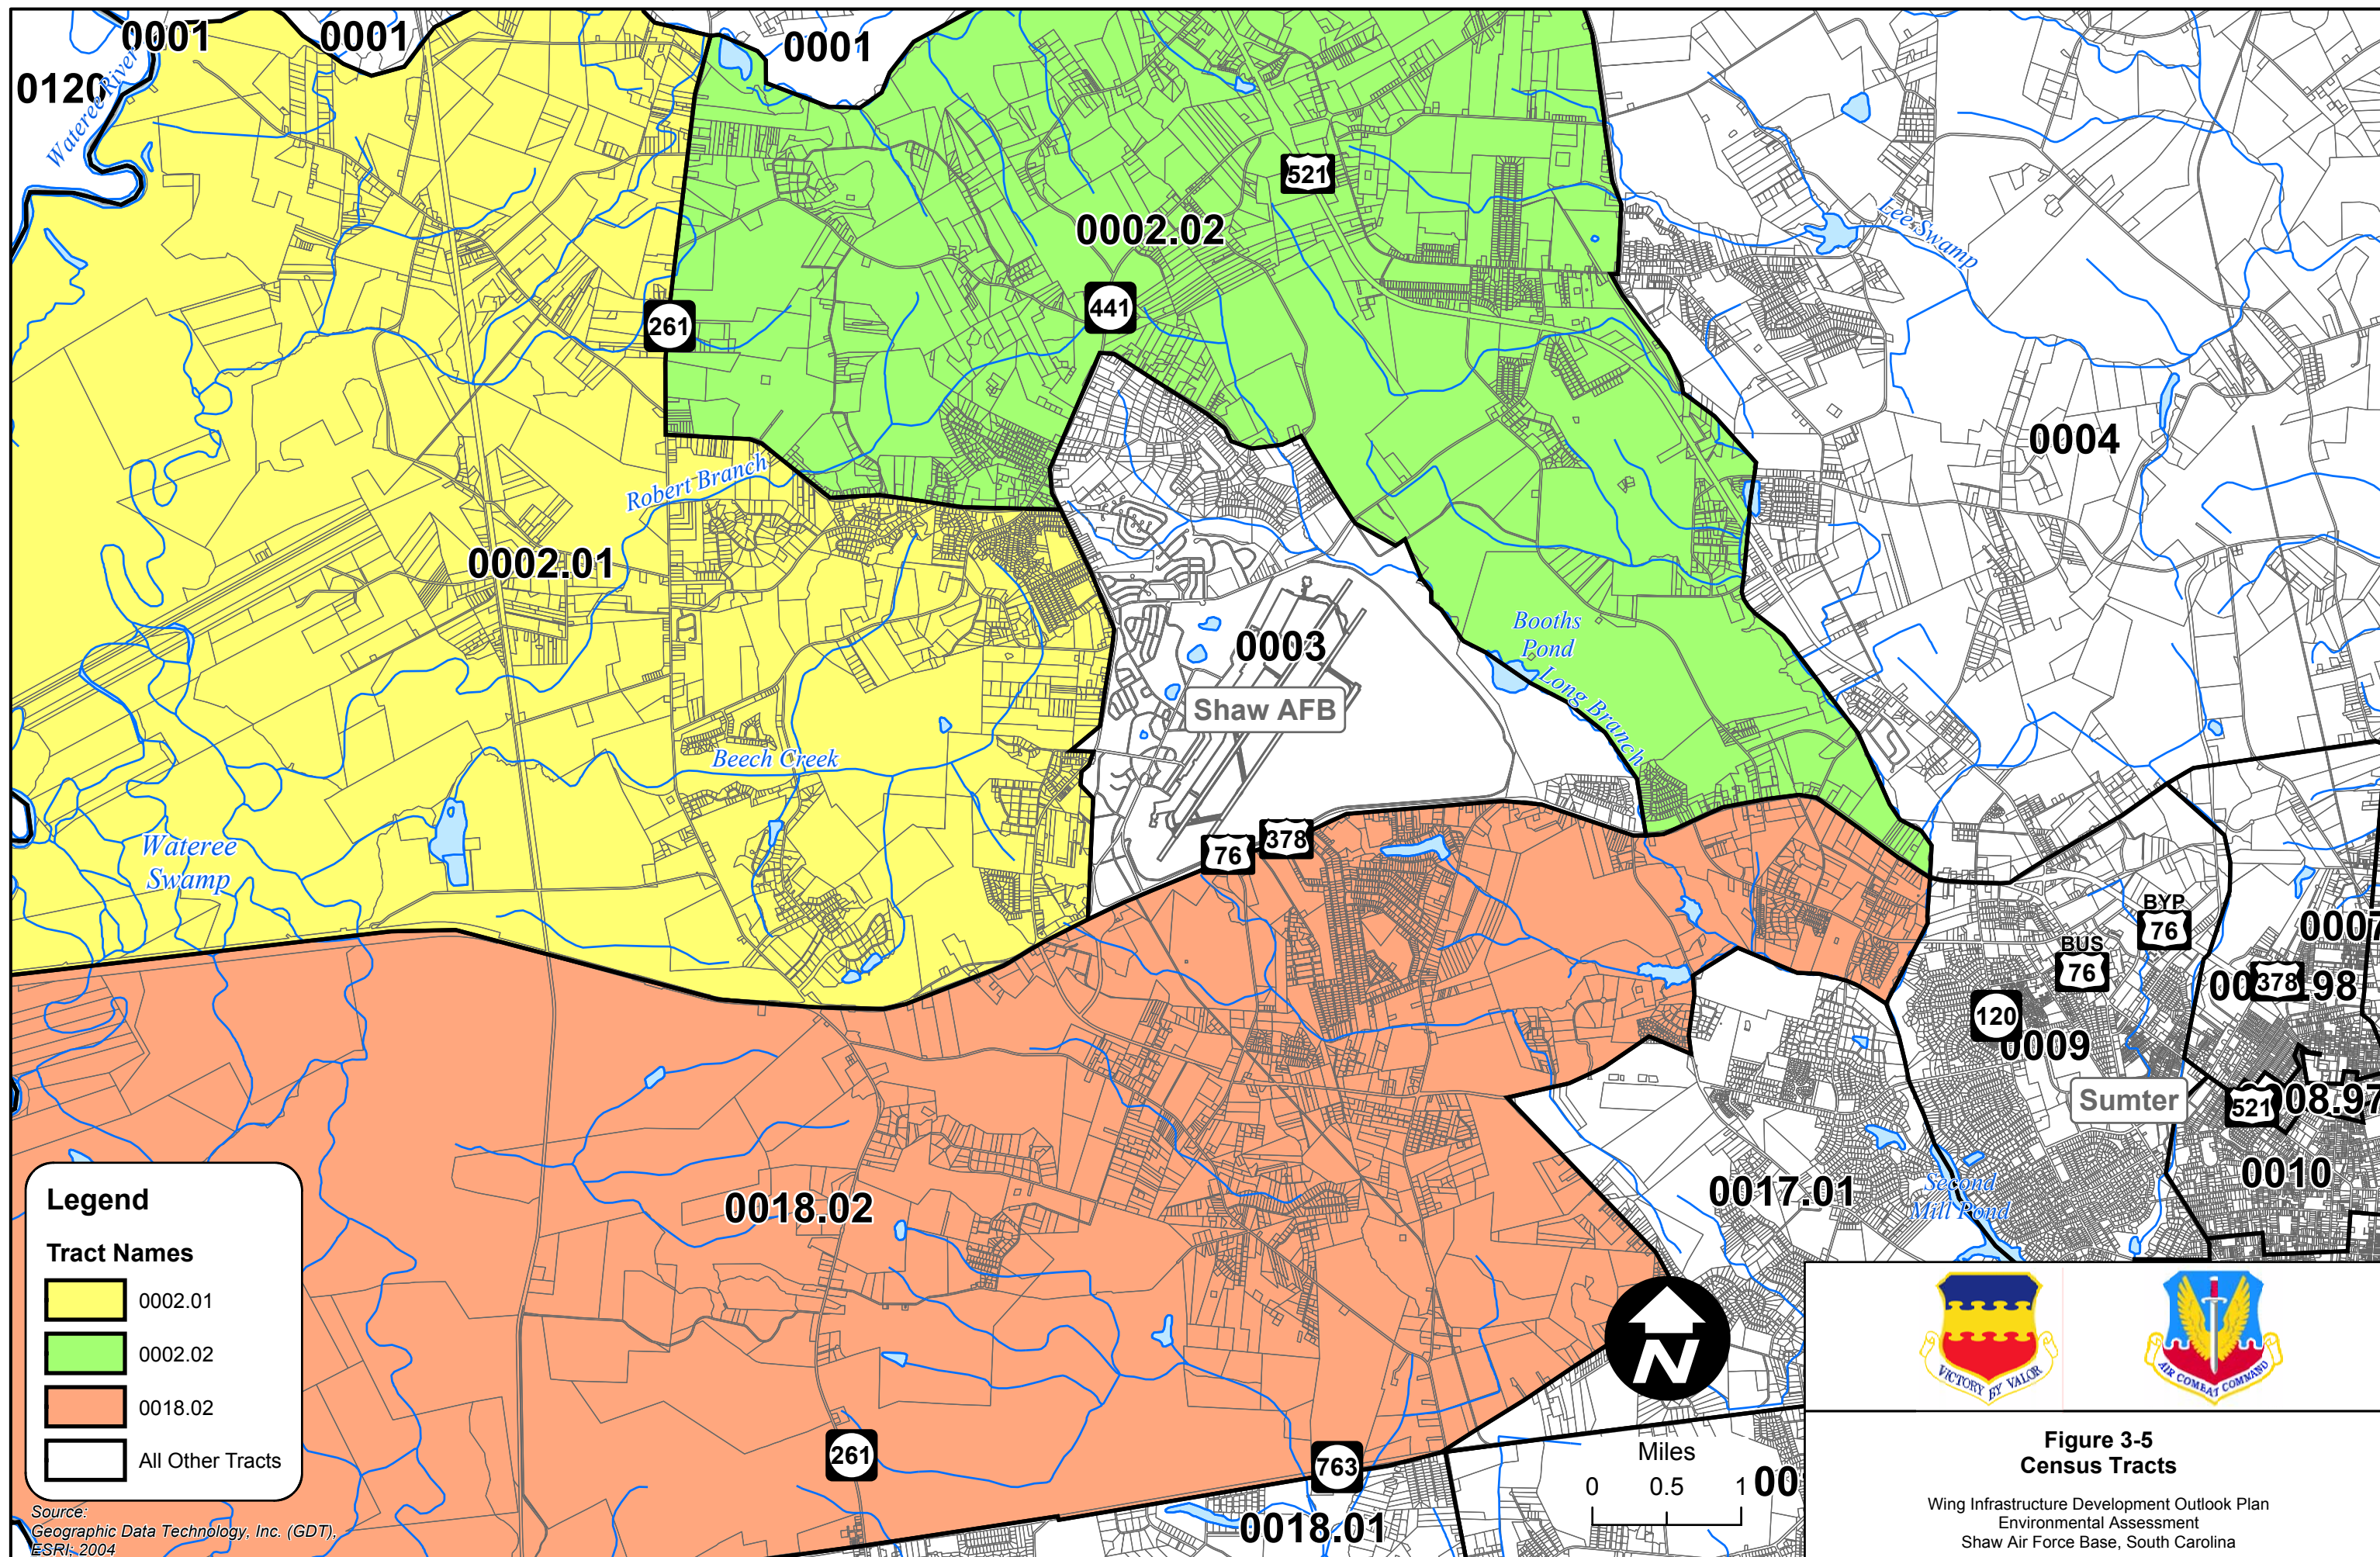 0001
0001
0001
0120
Wateree River
521
0002.02
Lee Swamp
441
261
0004
Robert Branch
0002.01
Booths
Pond
0003
Long Branch
Shaw AFB
Beech Creek
Wateree
Swamp
76
378
BYP
76
0007
BUS
76
378
.98
120
0009
Sumter
521
08.97
0010
0017.01
Second
Mill Pond
0018.02
Legend
Tract Names
0002.01
0002.02
0018.02
All Other Tracts
N
261
763
Miles
0 0.5 1
00
0018.01
Source:
Geographic Data Technology, Inc. (GDT),
ESRI; 2004
VICTORY BY VALOR
AIR COMBAT COMMAND
Figure 3-5
Census Tracts
Wing Infrastructure Development Outlook Plan
Environmental Assessment
Shaw Air Force Base, South Carolina